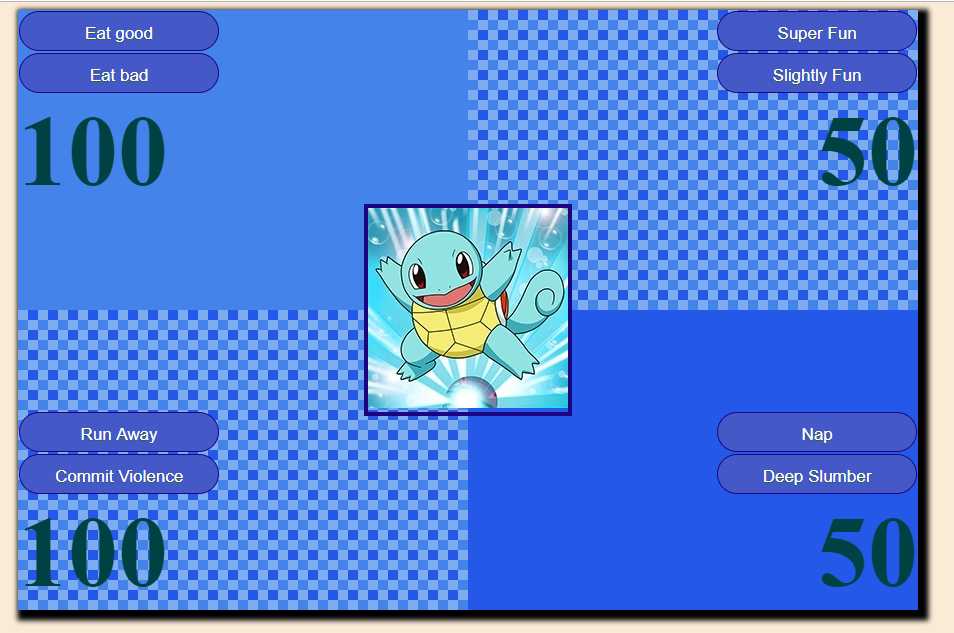 Eat good
Eat bad
100
Super Fun
Slightly Fun
50
Run Away
Commit Violence
100
Nap
Deep Slumber
50